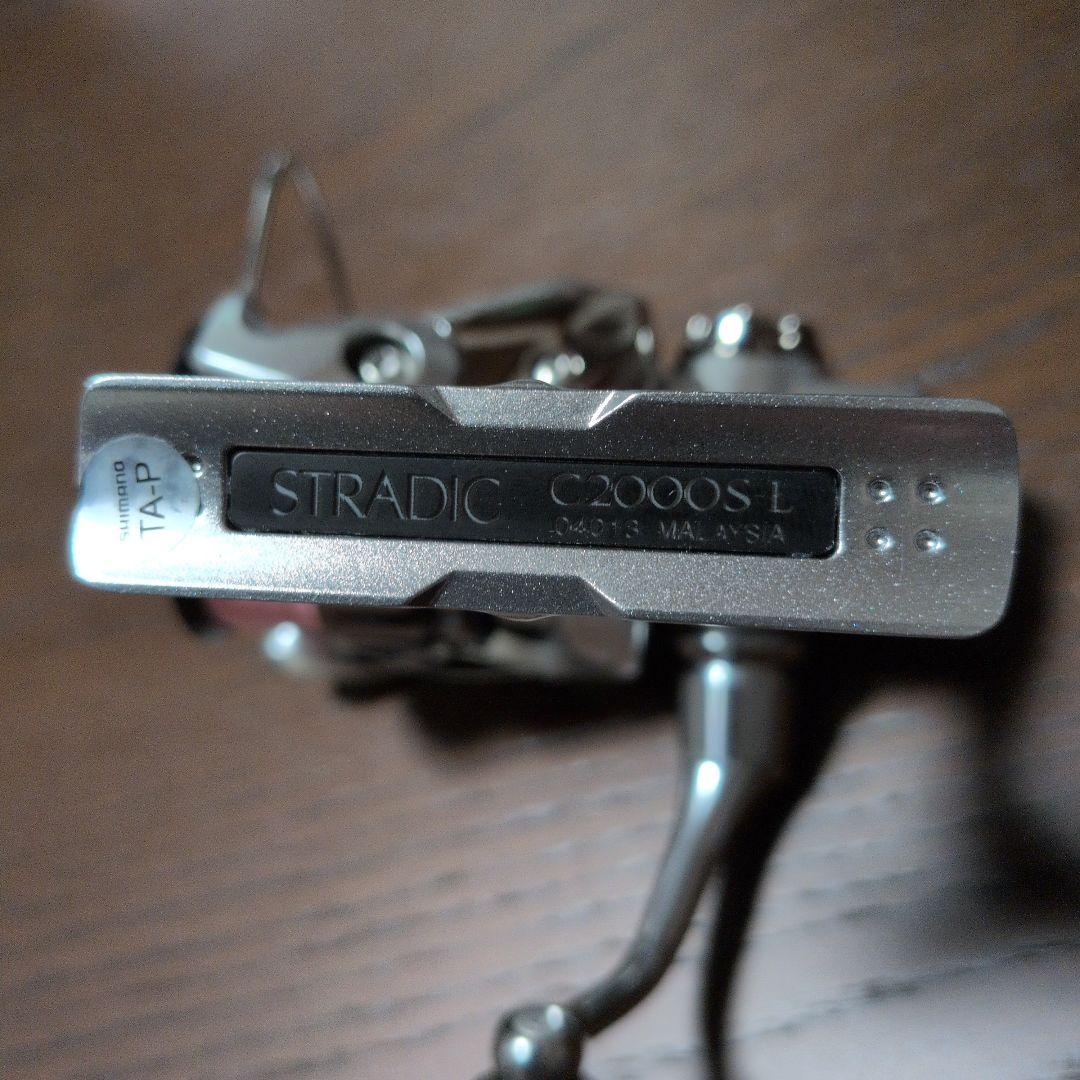 SHIMANO
TA-P
STRADIC C2000S-L
04013 MALAYSIA